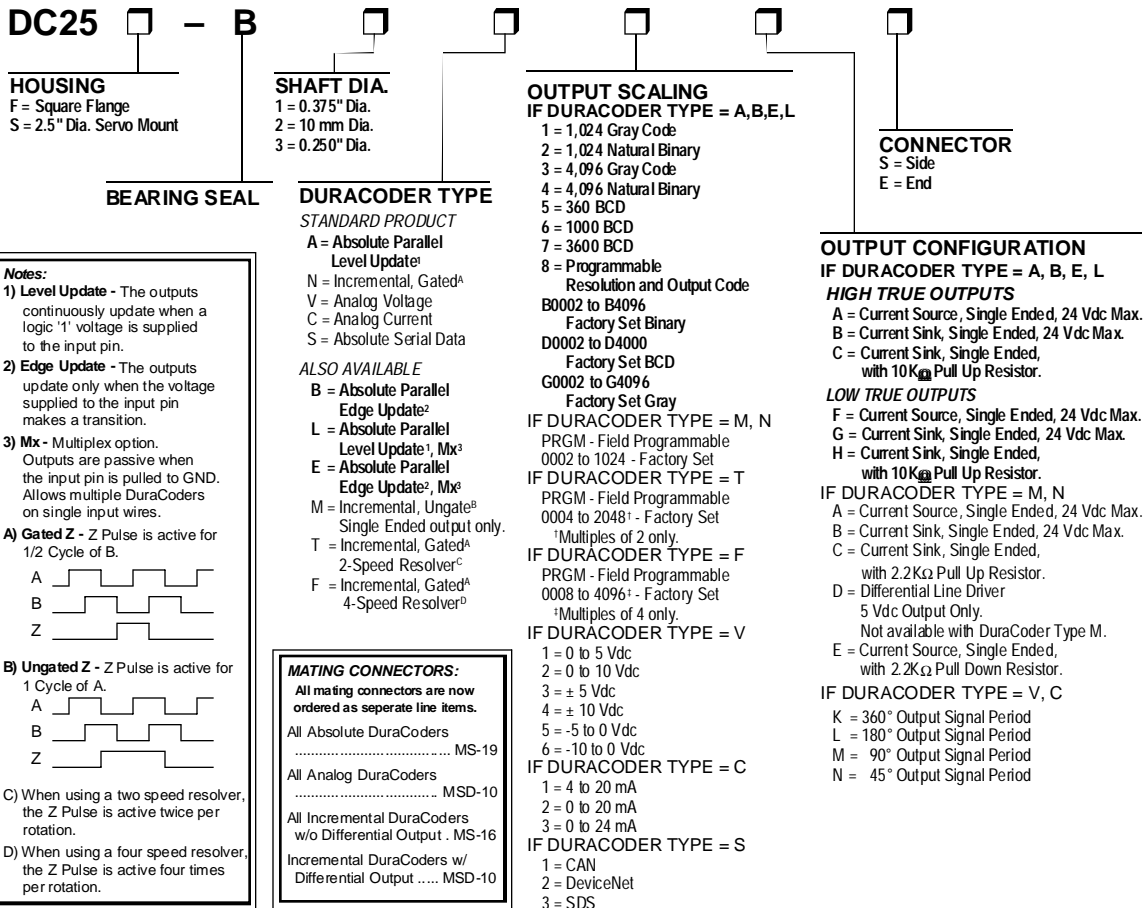 DC25 – B
HOUSING
F = Square Flange
S = 2.5" Dia. Servo Mount
BEARING SEAL
SHAFT DIA.
1 = 0.375" Dia.
2 = 10 mm Dia.
3 = 0.250" Dia.
DURACODER TYPE
STANDARD PRODUCT
A = Absolute Parallel
Level Update¹
N = Incremental, Gatedᴬ
V = Analog Voltage
C = Analog Current
S = Absolute Serial Data
ALSO AVAILABLE
B = Absolute Parallel
Edge Update²
L = Absolute Parallel
Level Update¹, Mx³
E = Absolute Parallel
Edge Update², Mx³
M = Incremental, Ungateᴮ
Single Ended output only.
T = Incremental, Gatedᴬ
2-Speed Resolverᶜ
F = Incremental, Gatedᴬ
4-Speed Resolverᴰ
OUTPUT SCALING
IF DURACODER TYPE = A,B,E,L
1 = 1,024 Gray Code
2 = 1,024 Natural Binary
3 = 4,096 Gray Code
4 = 4,096 Natural Binary
5 = 360 BCD
6 = 1000 BCD
7 = 3600 BCD
8 = Programmable
Resolution and Output Code
B0002 to B4096
Factory Set Binary
D0002 to D4000
Factory Set BCD
G0002 to G4096
Factory Set Gray
IF DURACODER TYPE = M, N
PRGM - Field Programmable
0002 to 1024 - Factory Set
IF DURACODER TYPE = T
PRGM - Field Programmable
0004 to 2048† - Factory Set
†Multiples of 2 only.
IF DURACODER TYPE = F
PRGM - Field Programmable
0008 to 4096‡ - Factory Set
‡Multiples of 4 only.
IF DURACODER TYPE = V
1 = 0 to 5 Vdc
2 = 0 to 10 Vdc
3 = ± 5 Vdc
4 = ± 10 Vdc
5 = -5 to 0 Vdc
6 = -10 to 0 Vdc
IF DURACODER TYPE = C
1 = 4 to 20 mA
2 = 0 to 20 mA
3 = 0 to 24 mA
IF DURACODER TYPE = S
1 = CAN
2 = DeviceNet
3 = SDS
CONNECTOR
S = Side
E = End
OUTPUT CONFIGURATION
IF DURACODER TYPE = A, B, E, L
HIGH TRUE OUTPUTS
A = Current Source, Single Ended, 24 Vdc Max.
B = Current Sink, Single Ended, 24 Vdc Max.
C = Current Sink, Single Ended,
with 10KΩ Pull Up Resistor.
LOW TRUE OUTPUTS
F = Current Source, Single Ended, 24 Vdc Max.
G = Current Sink, Single Ended, 24 Vdc Max.
H = Current Sink, Single Ended,
with 10KΩ Pull Up Resistor.
IF DURACODER TYPE = M, N
A = Current Source, Single Ended, 24 Vdc Max.
B = Current Sink, Single Ended, 24 Vdc Max.
C = Current Sink, Single Ended,
with 2.2KΩ Pull Up Resistor.
D = Differential Line Driver
5 Vdc Output Only.
Not available with DuraCoder Type M.
E = Current Source, Single Ended,
with 2.2KΩ Pull Down Resistor.
IF DURACODER TYPE = V, C
K = 360° Output Signal Period
L = 180° Output Signal Period
M = 90° Output Signal Period
N = 45° Output Signal Period
Notes:
1) Level Update - The outputs
continuously update when a
logic '1' voltage is supplied
to the input pin.
2) Edge Update - The outputs
update only when the voltage
supplied to the input pin
makes a transition.
3) Mx - Multiplex option.
Outputs are passive when
the input pin is pulled to GND.
Allows multiple DuraCoders
on single input wires.
A) Gated Z - Z Pulse is active for
1/2 Cycle of B.
A
B
Z
B) Ungated Z - Z Pulse is active for
1 Cycle of A.
A
B
Z
C) When using a two speed resolver,
the Z Pulse is active twice per
rotation.
D) When using a four speed resolver,
the Z Pulse is active four times
per rotation.
MATING CONNECTORS:
All mating connectors are now
ordered as seperate line items.
All Absolute DuraCoders
..................................... MS-19
All Analog DuraCoders
.................................. MSD-10
All Incremental DuraCoders
w/o Differential Output . MS-16
Incremental DuraCoders w/
Differential Output ..... MSD-10